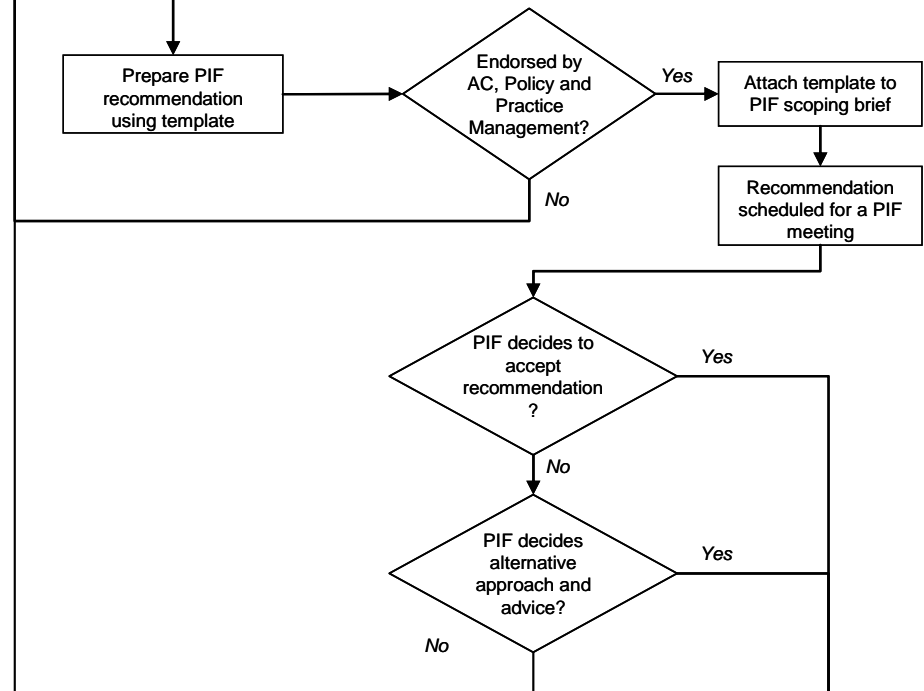 Prepare PIF
recommendation
using template
Endorsed by
AC, Policy and
Practice
Management?
Yes
Attach template to
PIF scoping brief
No
Recommendation
scheduled for a PIF
meeting
PIF decides to
accept
recommendation
?
Yes
No
PIF decides
alternative
approach and
advice?
Yes
No